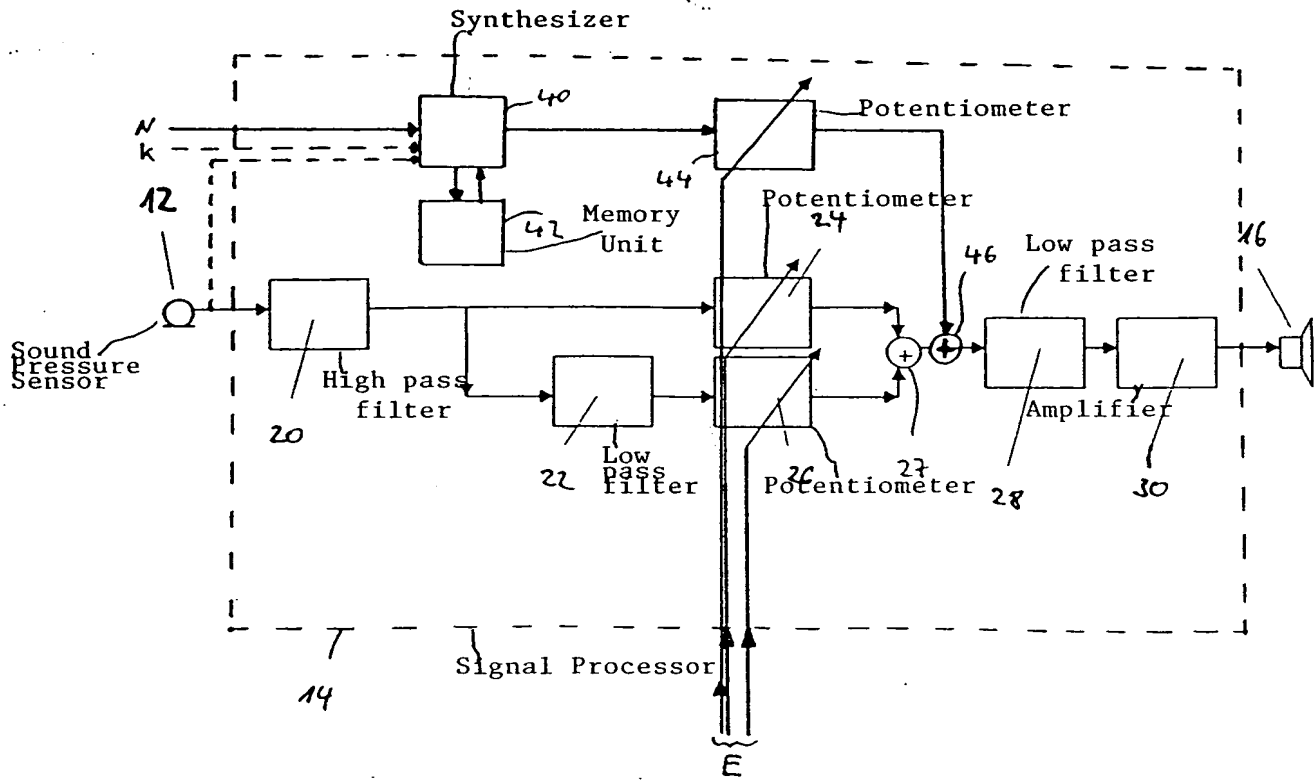 Synthesizer
40
N
K
Potentiometer
44
12
42
Memory
Unit
Potentiometer
24
46
Low pass
filter
16
Sound
Pressure
Sensor
High pass
filter
+
+
Amplifier
20
22
Low
pass
filter
26
Potentiometer
27
28
30
Signal Processor
14
E